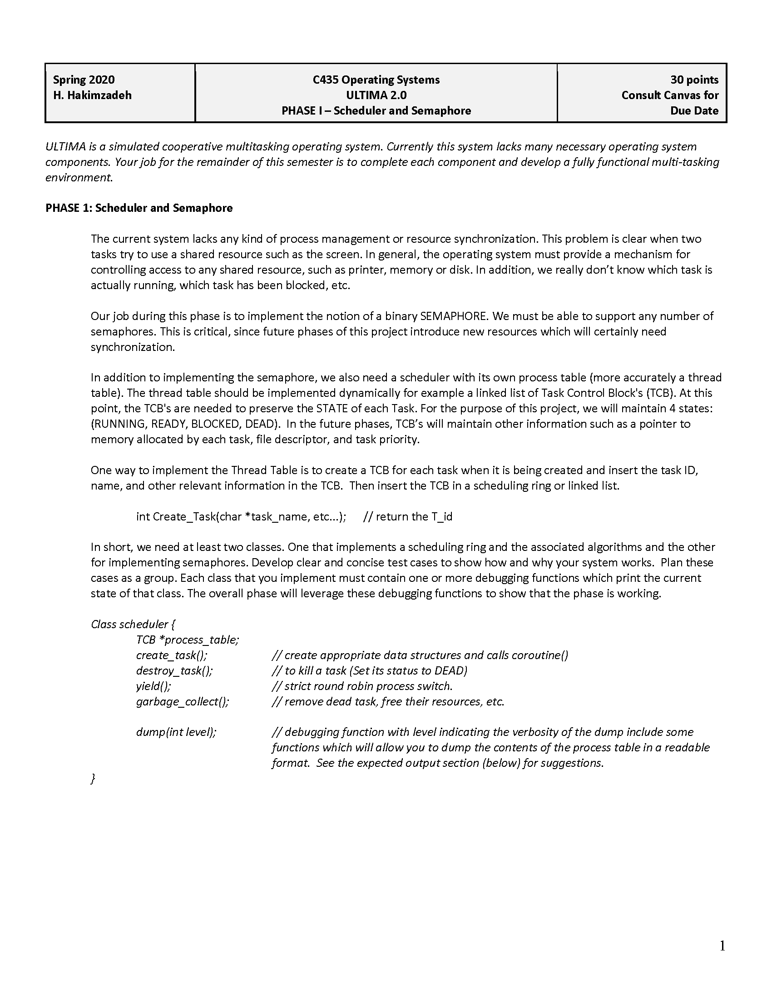 Spring 2020
H. Hakimzadeh
C435 Operating Systems
ULTIMA 2.0
PHASE I – Scheduler and Semaphore
30 points
Consult Canvas for
Due Date
ULTIMA is a simulated cooperative multitasking operating system. Currently this system lacks many necessary operating system
components. Your job for the remainder of this semester is to complete each component and develop a fully functional multi-tasking
environment.
PHASE 1: Scheduler and Semaphore
The current system lacks any kind of process management or resource synchronization. This problem is clear when two
tasks try to use a shared resource such as the screen. In general, the operating system must provide a mechanism for
controlling access to any shared resource, such as printer, memory or disk. In addition, we really don’t know which task is
actually running, which task has been blocked, etc.
Our job during this phase is to implement the notion of a binary SEMAPHORE. We must be able to support any number of
semaphores. This is critical, since future phases of this project introduce new resources which will certainly need
synchronization.
In addition to implementing the semaphore, we also need a scheduler with its own process table (more accurately a thread
table). The thread table should be implemented dynamically for example a linked list of Task Control Block's (TCB). At this
point, the TCB's are needed to preserve the STATE of each Task. For the purpose of this project, we will maintain 4 states:
(RUNNING, READY, BLOCKED, DEAD).  In the future phases, TCB’s will maintain other information such as a pointer to
memory allocated by each task, file descriptor, and task priority.
One way to implement the Thread Table is to create a TCB for each task when it is being created and insert the task ID,
name, and other relevant information in the TCB.  Then insert the TCB in a scheduling ring or linked list.
int Create_Task(char *task_name, etc...);     // return the T_id
In short, we need at least two classes. One that implements a scheduling ring and the associated algorithms and the other
for implementing semaphores. Develop clear and concise test cases to show how and why your system works.  Plan these
cases as a group. Each class that you implement must contain one or more debugging functions which print the current
state of that class. The overall phase will leverage these debugging functions to show that the phase is working.
Class scheduler {
TCB *process_table;
create_task();     // create appropriate data structures and calls coroutine()
destroy_task();     // to kill a task (Set its status to DEAD)
yield();     // strict round robin process switch.
garbage_collect();     // remove dead task, free their resources, etc.
dump(int level);     // debugging function with level indicating the verbosity of the dump include some
functions which will allow you to dump the contents of the process table in a readable
format.  See the expected output section (below) for suggestions.
}
1